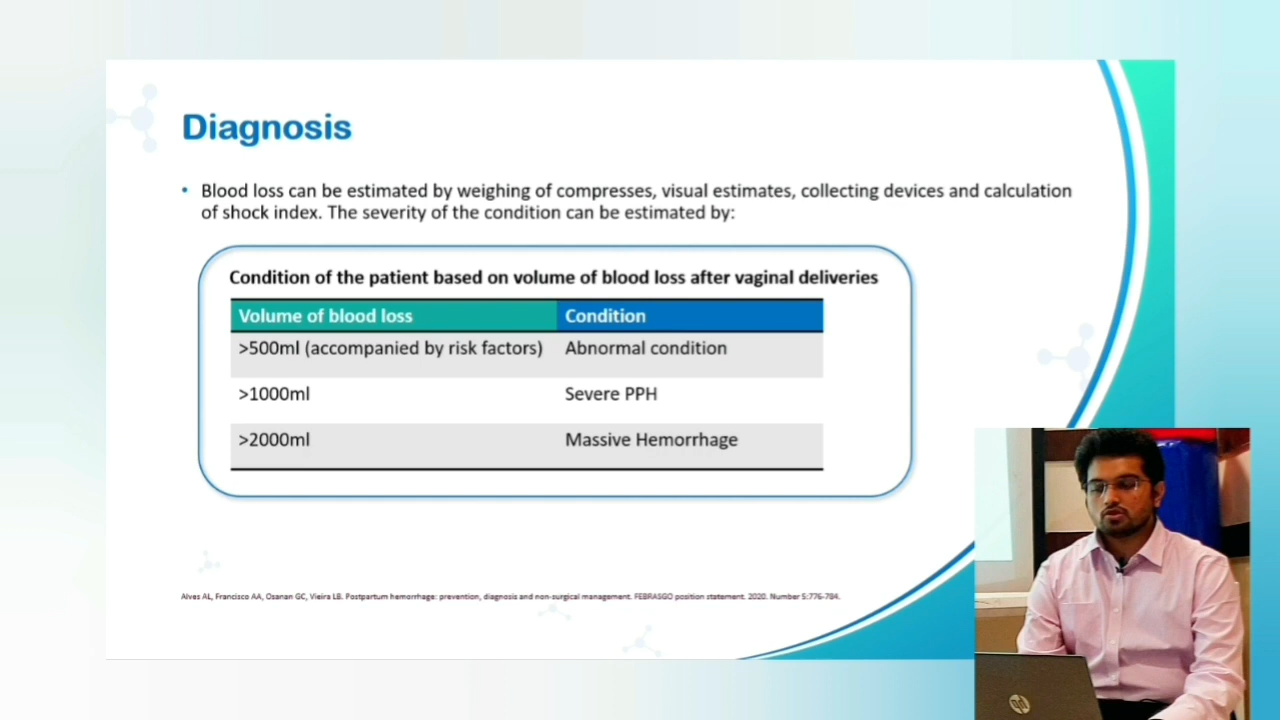 Diagnosis
• Blood loss can be estimated by weighing of compresses, visual estimates, collecting devices and calculation
of shock index. The severity of the condition can be estimated by:
Condition of the patient based on volume of blood loss after vaginal deliveries
Volume of blood loss Condition
>500ml (accompanied by risk factors) Abnormal condition
>1000ml Severe PPH
>2000ml Massive Hemorrhage
Alves AL, Francisco AA, Osanan GC, Vieira LB. Postpartum hemorrhage: prevention, diagnosis and non-surgical management. FEBRASGO position statement. 2020. Number 5:776-784.
hp